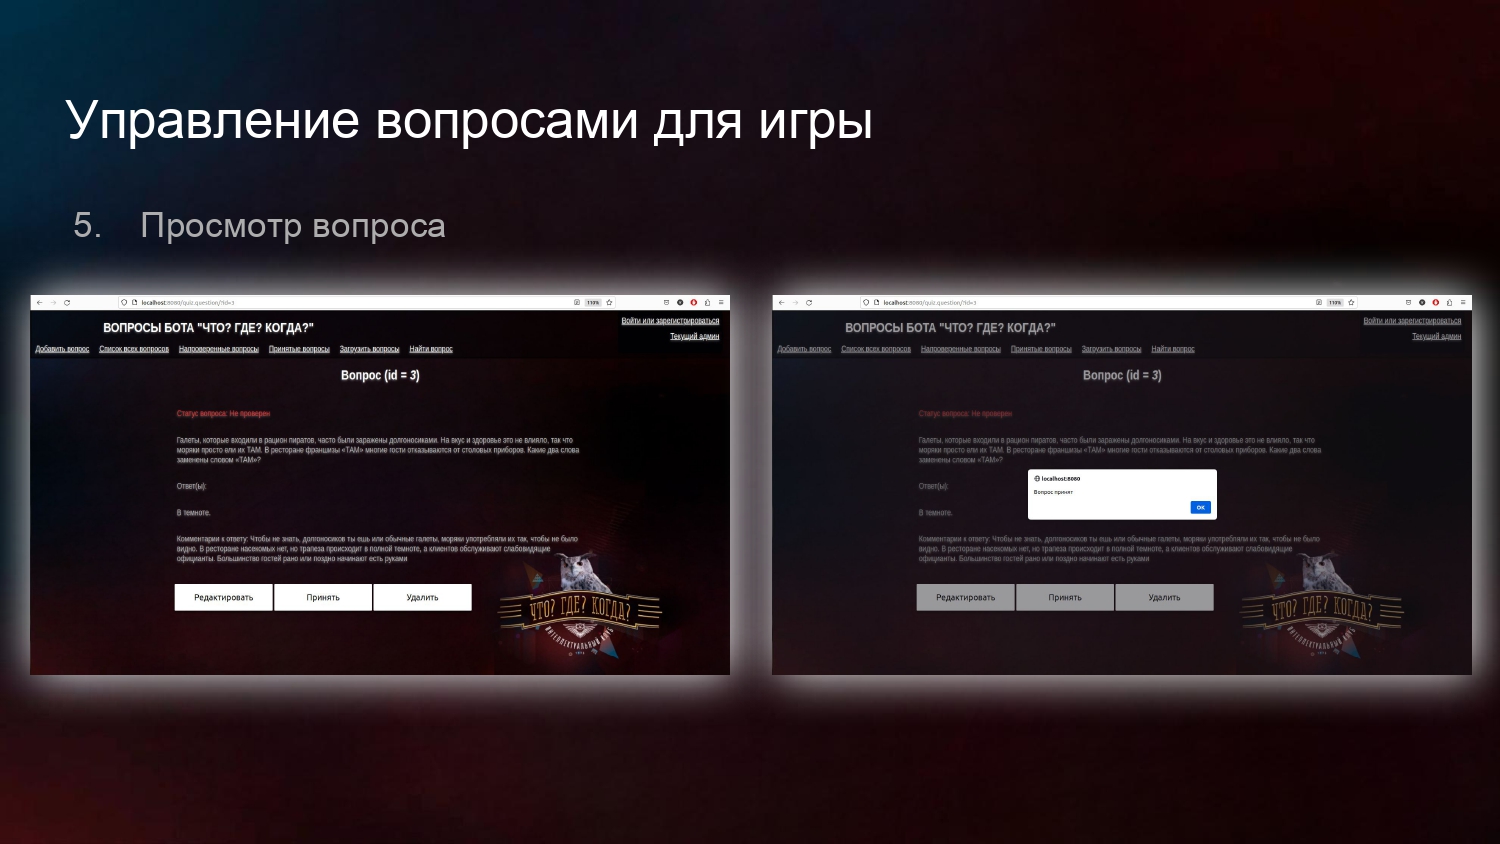 Управление вопросами для игры
5. Просмотр вопроса
localhost:8080/quiz.question/?id=3
110%
ВОПРОСЫ БОТА "ЧТО? ГДЕ? КОГДА?"
Войти или зарегистрироваться
Текущий админ
Добавить вопрос Список всех вопросов Напроверенные вопросы Принятые вопросы Загрузить вопросы Найти вопрос
Вопрос (id = 3)
Статус вопроса: Не проверен
Галеты, которые входили в рацион пиратов, часто были заражены долгоносиками. На вкус и здоровье это не влияло, так что
моряки просто ели их ТАМ. В ресторане франшизы «ТАМ» многие гости отказываются от столовых приборов. Какие два слова
заменены словом «ТАМ»?
Ответ(ы):
В темноте.
Комментарии к ответу: Чтобы не знать, долгоносиков ты ешь или обычные галеты, моряки употребляли их так, чтобы не было
видно. В ресторане насекомых нет, но трапеза происходит в полной темноте, а клиентов обслуживают слабовидящие
официанты. Большинство гостей рано или поздно начинают есть руками
Редактировать Принять Удалить
ЧТО? ГДЕ? КОГДА?
ИНТЕЛЛЕКТУАЛЬНЫЙ КЛУБ
localhost:8080/quiz.question/?id=3
110%
ВОПРОСЫ БОТА "ЧТО? ГДЕ? КОГДА?"
Войти или зарегистрироваться
Текущий админ
Добавить вопрос Список всех вопросов Напроверенные вопросы Принятые вопросы Загрузить вопросы Найти вопрос
Вопрос (id = 3)
Статус вопроса: Не проверен
Галеты, которые входили в рацион пиратов, часто были заражены долгоносиками. На вкус и здоровье это не влияло, так что
моряки просто ели их ТАМ. В ресторане франшизы «ТАМ» многие гости отказываются от столовых приборов. Какие два слова
заменены словом «ТАМ»?
localhost:8080
Вопрос принят
OK
Ответ(ы):
В темноте.
Комментарии к ответу: Чтобы не знать, долгоносиков ты ешь или обычные галеты, моряки употребляли их так, чтобы не было
видно. В ресторане насекомых нет, но трапеза происходит в полной темноте, а клиентов обслуживают слабовидящие
официанты. Большинство гостей рано или поздно начинают есть руками
Редактировать Принять Удалить
ЧТО? ГДЕ? КОГДА?
ИНТЕЛЛЕКТУАЛЬНЫЙ КЛУБ